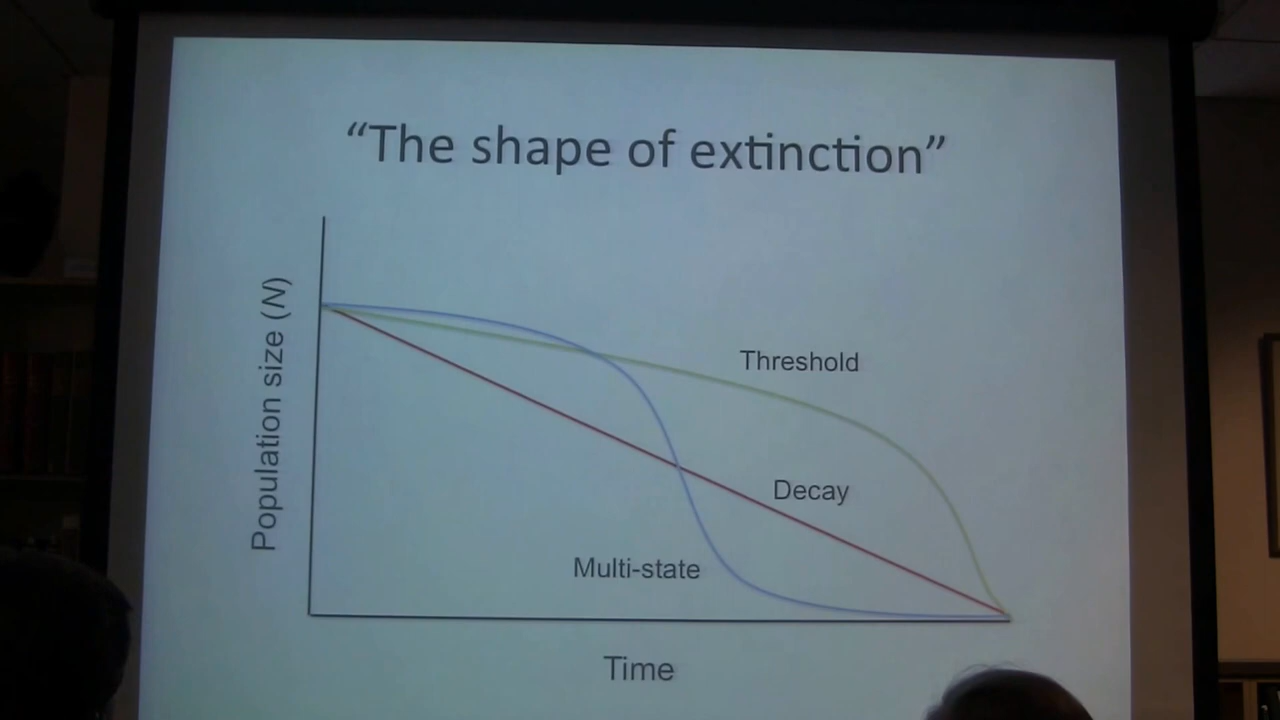 “The shape of extinction”
Population size (N)
Threshold
Decay
Multi-state
Time